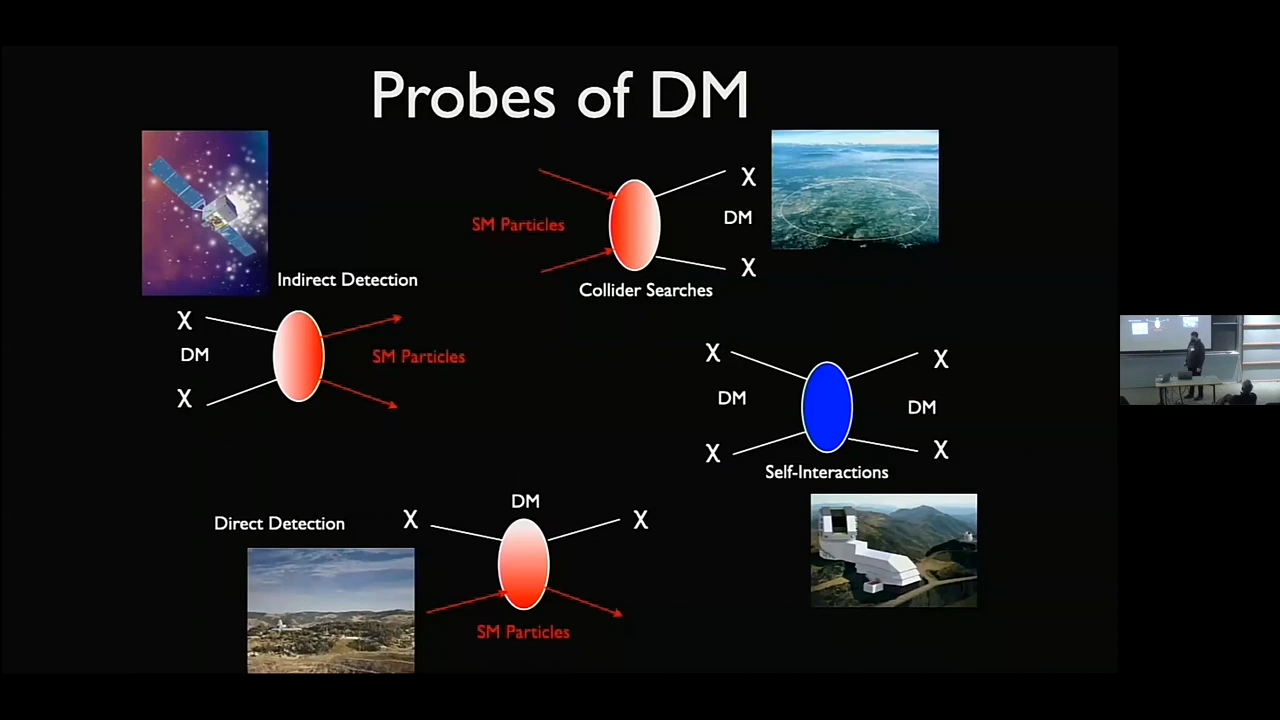 Probes of DM
SM Particles
X
DM
X
Collider Searches
Indirect Detection
X
DM
X
SM Particles
X
DM
X
X
DM
X
Self-Interactions
Direct Detection
X
DM
X
SM Particles